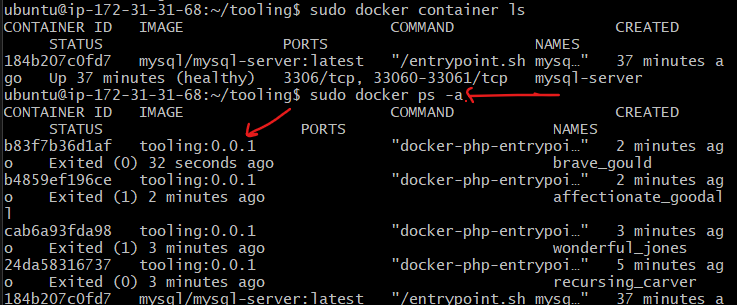 ubuntu@ip-172-31-31-68:~/tooling$ sudo docker container ls
CONTAINER ID   IMAGE                       COMMAND                  CREATED
     STATUS                    PORTS                       NAMES
184b207c0fd7   mysql/mysql-server:latest   "/entrypoint.sh mysq…"   37 minutes a
go   Up 37 minutes (healthy)   3306/tcp, 33060-33061/tcp   mysql-server
ubuntu@ip-172-31-31-68:~/tooling$ sudo docker ps -a
CONTAINER ID   IMAGE                       COMMAND                  CREATED
     STATUS                      PORTS                       NAMES
b83f7b36d1af   tooling:0.0.1               "docker-php-entrypoi…"   2 minutes ag
o    Exited (0) 32 seconds ago                               brave_gould
b4859ef196ce   tooling:0.0.1               "docker-php-entrypoi…"   2 minutes ag
o    Exited (1) 2 minutes ago                                affectionate_goodal
l
cab6a93fda98   tooling:0.0.1               "docker-php-entrypoi…"   3 minutes ag
o    Exited (1) 3 minutes ago                                wonderful_jones
24da58316737   tooling:0.0.1               "docker-php-entrypoi…"   5 minutes ag
o    Exited (0) 3 minutes ago                                recursing_carver
184b207c0fd7   mysql/mysql-server:latest   "/entrypoint.sh mysq…"   37 minutes a